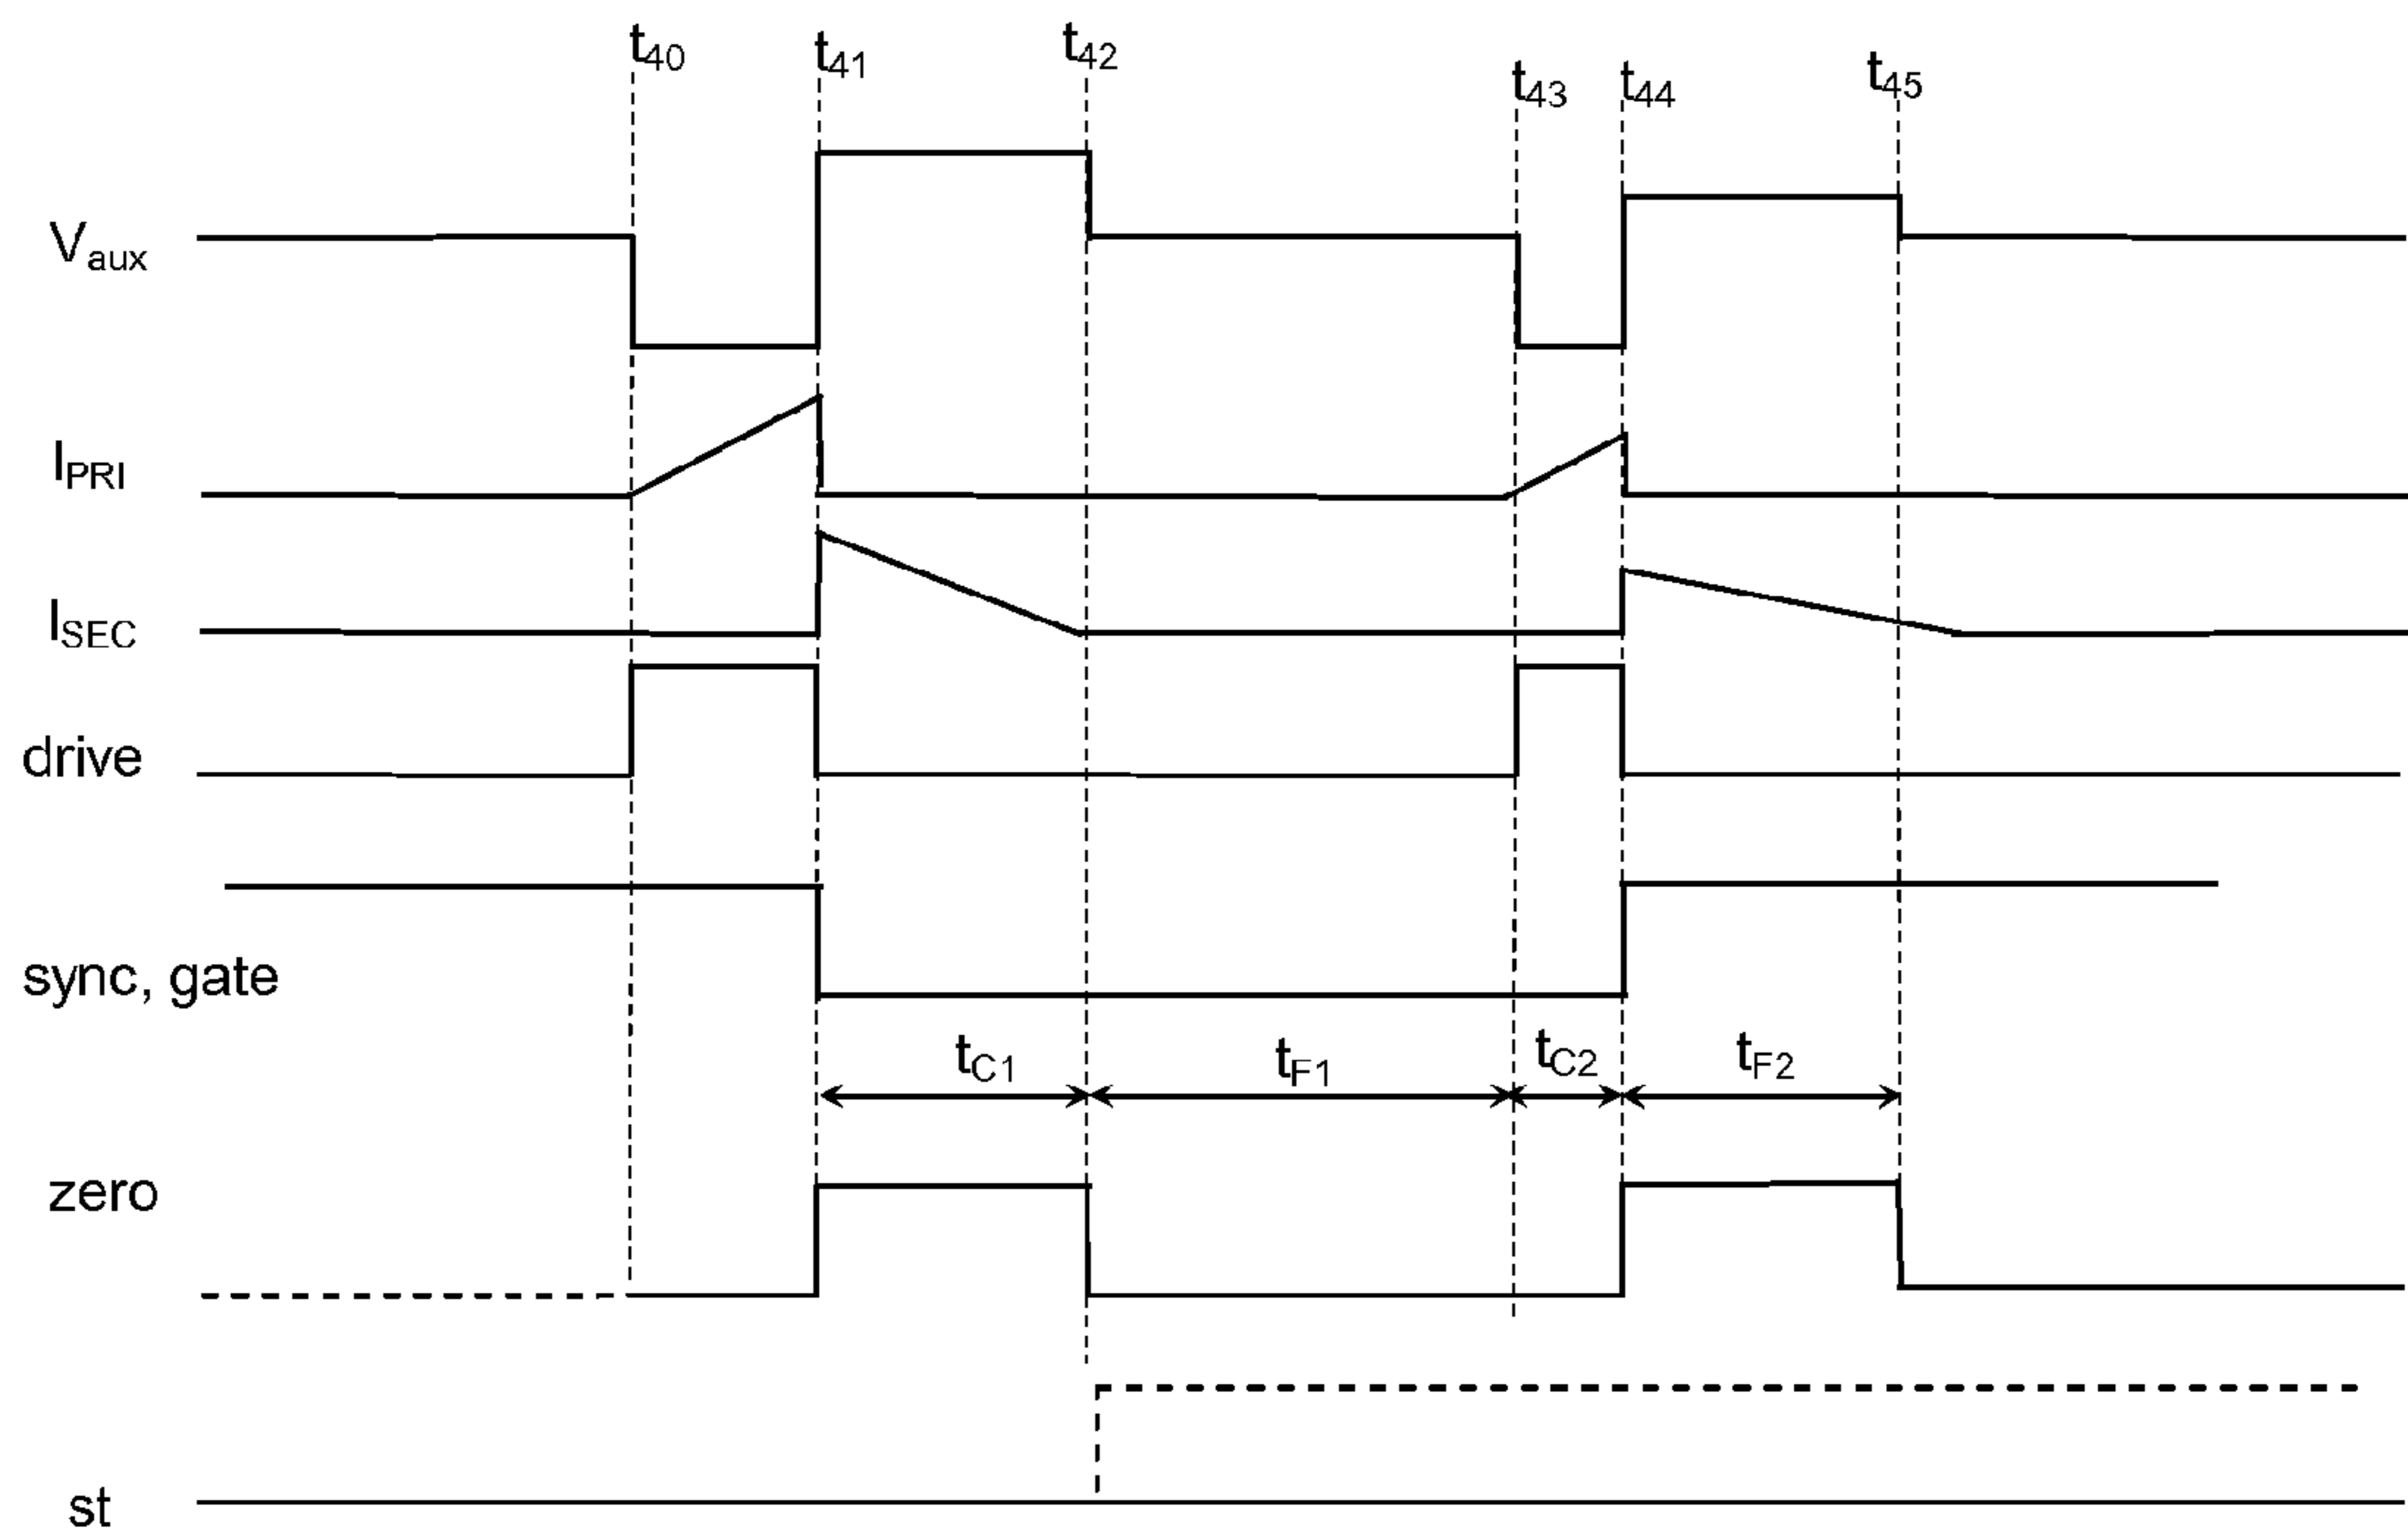 t40 t41 t42 t43 t44 t45
Vaux
IPRI
ISEC
drive
sync, gate
tC1 tF1 tC2 tF2
zero
st